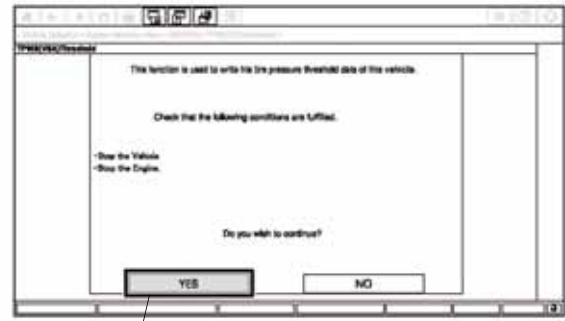 This function is used to write his tire pressure threshold data of this vehicle.
Check that the following conditions are fulfilled.
-Stop the Vehicle
-Stop the Engine.
Do you wish to continue?
YES
NO